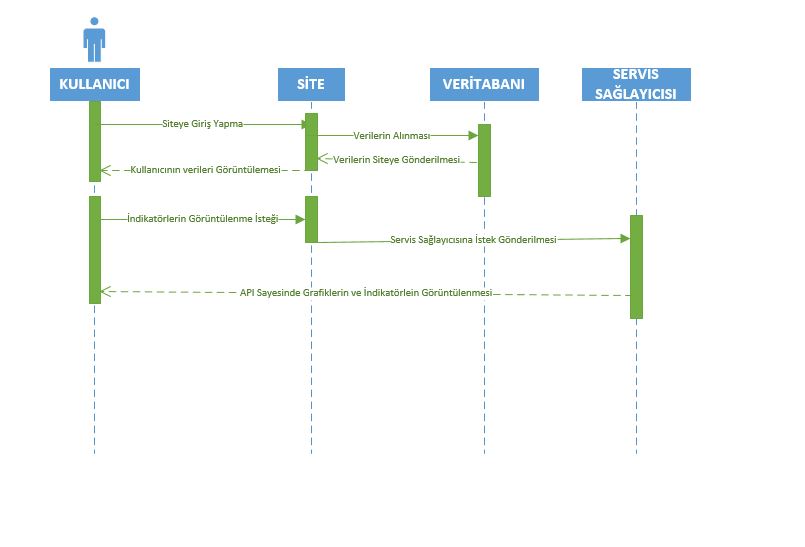 KULLANICI
SİTE
VERİTABANI
SERVİS
SAĞLAYICISI
Siteye Giriş Yapma
Verilerin Alınması
Verilerin Siteye Gönderilmesi
Kullanıcının verileri Görüntülemesi
İndikatörlerin Görüntülenme İsteği
Servis Sağlayıcısına İstek Gönderilmesi
API Sayesinde Grafiklerin ve İndikatörlein Görüntülenmesi